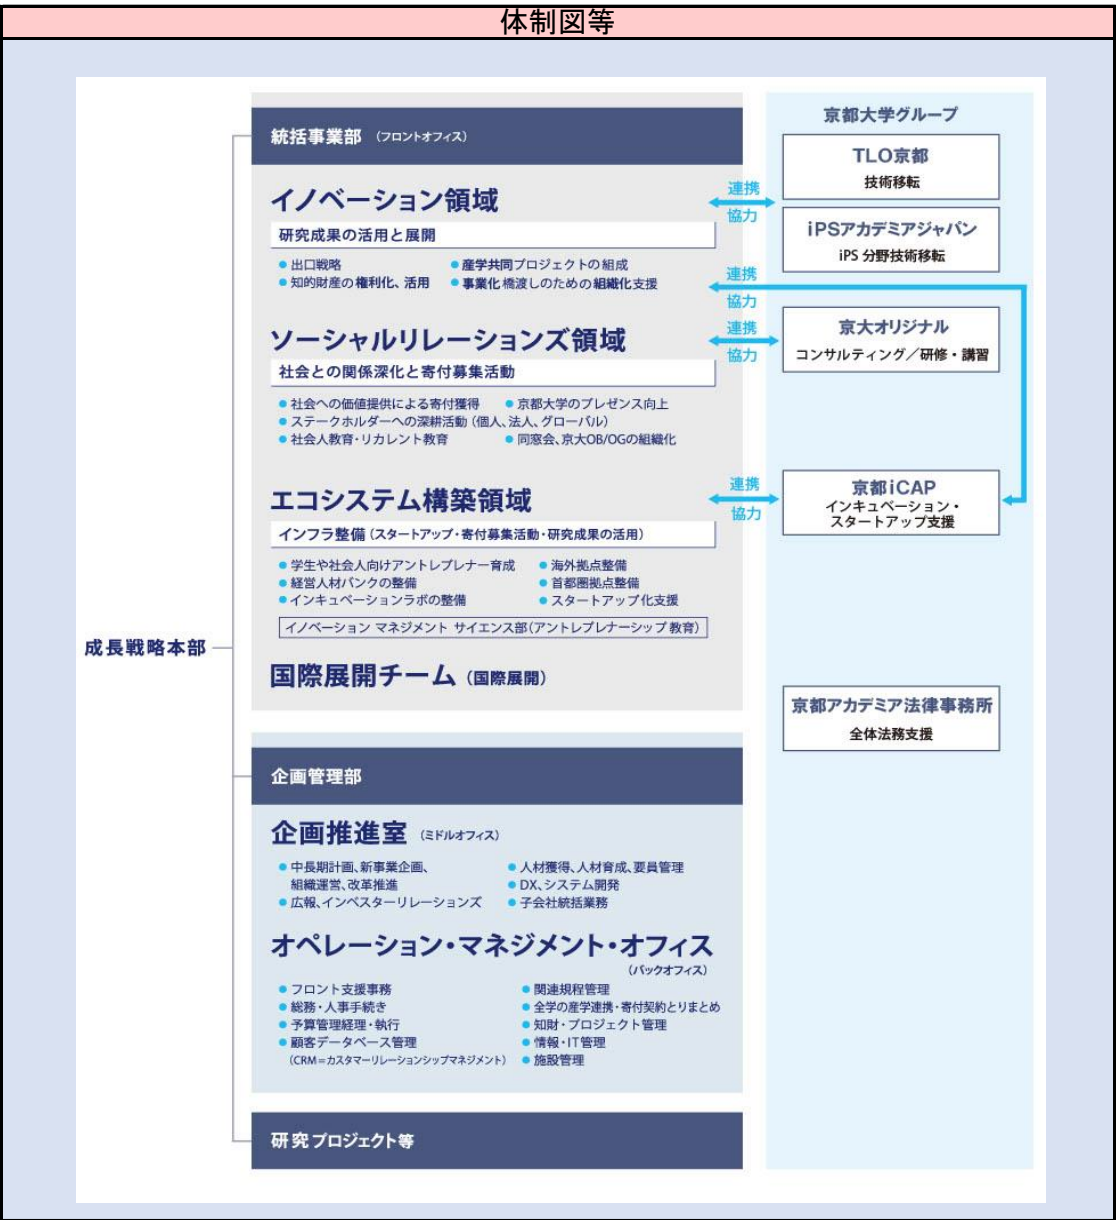 体制図等
成長戦略本部
統括事業部 (フロントオフィス)
イノベーション領域
研究成果の活用と展開
● 出口戦略
● 産学共同プロジェクトの組成
● 知的財産の権利化、活用
● 事業化橋渡しのための組織化支援
ソーシャルリレーションズ領域
社会との関係深化と寄付募集活動
● 社会への価値提供による寄付獲得
● 京都大学のプレゼンス向上
● ステークホルダーへの深耕活動(個人、法人、グローバル)
● 社会人教育・リカレント教育
● 同窓会、京大OB/OGの組織化
エコシステム構築領域
インフラ整備(スタートアップ・寄付募集活動・研究成果の活用)
● 学生や社会人向けアントレプレナー育成
● 海外拠点整備
● 経営人材バンクの整備
● 首都圏拠点整備
● インキュベーションラボの整備
● スタートアップ化支援
イノベーション マネジメント サイエンス部(アントレプレナーシップ教育)
国際展開チーム(国際展開)
企画管理部
企画推進室 (ミドルオフィス)
● 中長期計画、新事業企画、
組織運営、改革推進
● 広報、インベスターリレーションズ
● 人材獲得、人材育成、要員管理
● DX、システム開発
● 子会社統括業務
オペレーション・マネジメント・オフィス
(バックオフィス)
● フロント支援事務
● 総務・人事手続き
● 予算管理経理・執行
● 顧客データベース管理
(CRM=カスタマーリレーションシップマネジメント)
● 関連規程管理
● 全学の産学連携・寄付契約とりまとめ
● 知財・プロジェクト管理
● 情報・IT管理
● 施設管理
研究プロジェクト等
連携
協力
連携
協力
連携
協力
連携
協力
京都大学グループ
TLO京都
技術移転
iPSアカデミアジャパン
iPS 分野技術移転
京大オリジナル
コンサルティング/研修・講習
京都iCAP
インキュベーション・
スタートアップ支援
京都アカデミア法律事務所
全体法務支援